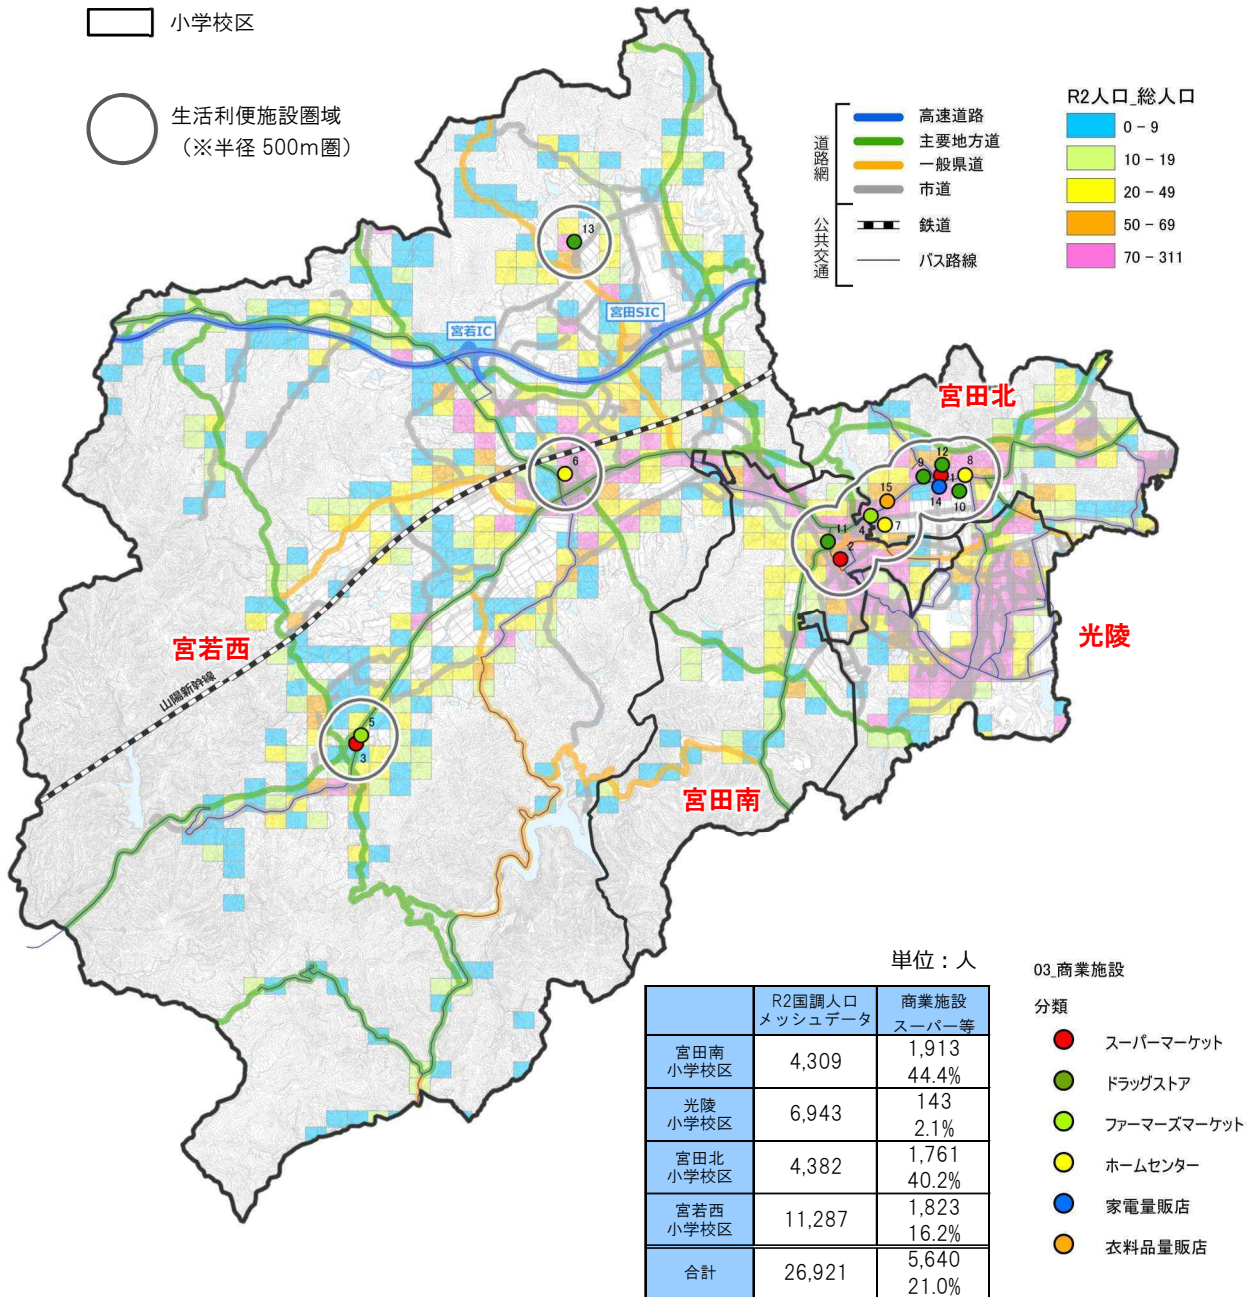 小学校区
生活利便施設圏域
（※半径 500m圏）
道路網
高速道路
主要地方道
一般県道
市道
公共交通
鉄道
バス路線
R2人口_総人口
0 - 9
10 - 19
20 - 49
50 - 69
70 - 311
13
宮田SIC
宮若IC
宮田北
12
9
8
6
1
15
14
10
4
7
11
2
光陵
宮若西
山陽新幹線
5
3
宮田南
単位：人
R2国調人口
メッシュデータ
商業施設
スーパー等
宮田南
小学校区
4,309
1,913
44.4%
光陵
小学校区
6,943
143
2.1%
宮田北
小学校区
4,382
1,761
40.2%
宮若西
小学校区
11,287
1,823
16.2%
合計
26,921
5,640
21.0%
03_商業施設
分類
スーパーマーケット
ドラッグストア
ファーマーズマーケット
ホームセンター
家電量販店
衣料品量販店